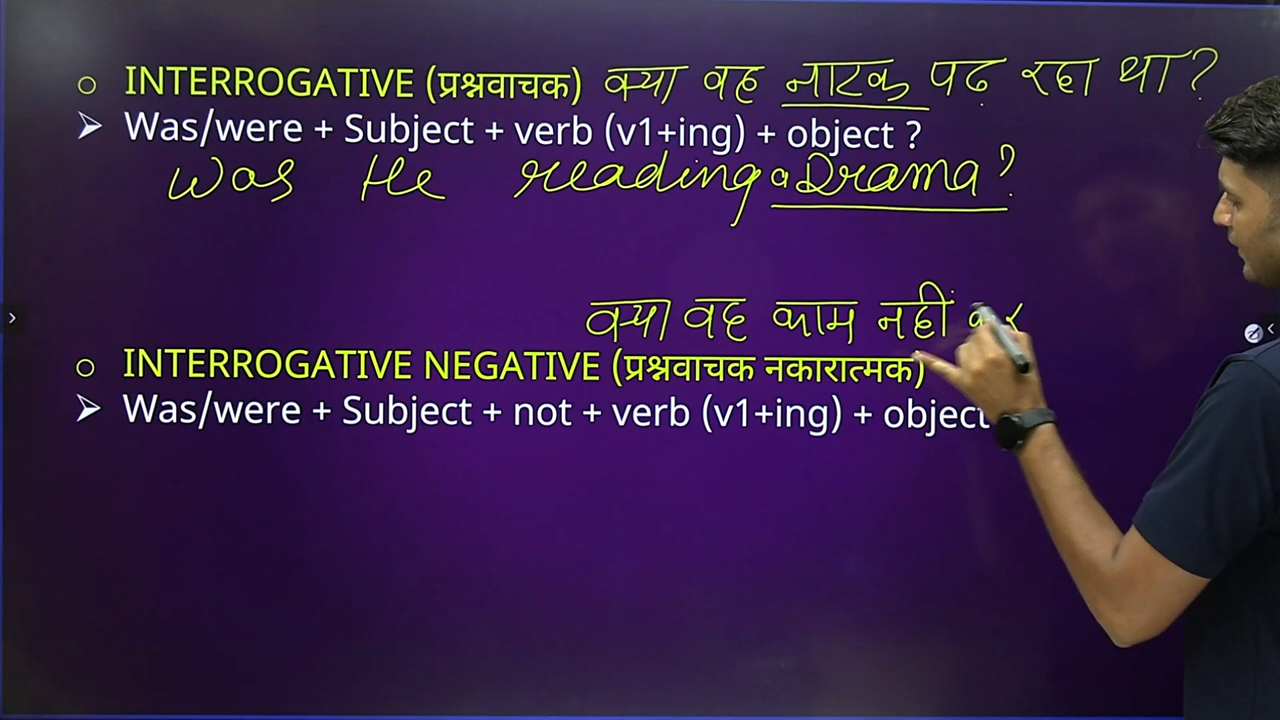 ○ INTERROGATIVE (प्रश्नवाचक) क्या वह नाटक पढ़ रहा था?
➤ Was/were + Subject + verb (v1+ing) + object ?
Was He reading a Drama?
क्या वह काम नहीं कर
○ INTERROGATIVE NEGATIVE (प्रश्नवाचक नकारात्मक)
➤ Was/were + Subject + not + verb (v1+ing) + object